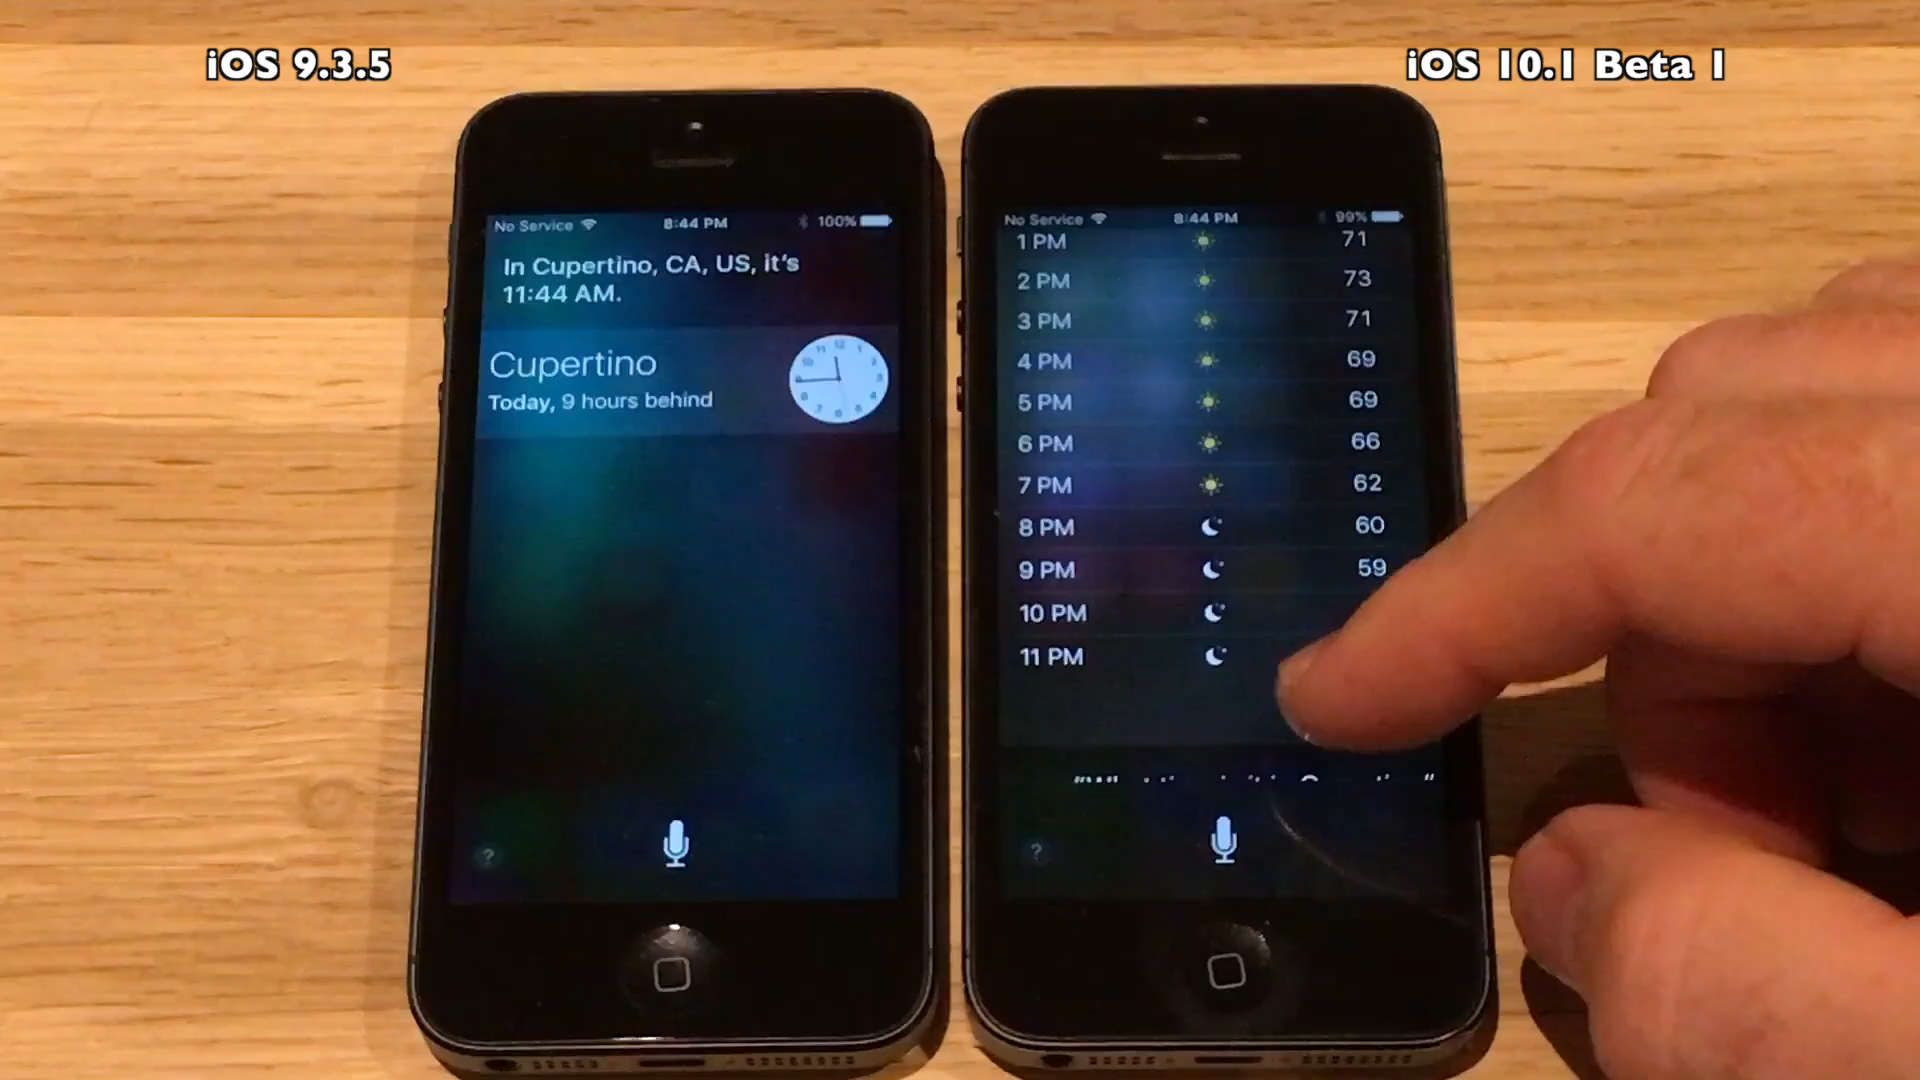 iOS 9.3.5
iOS 10.1 Beta 1
No Service 8:44 PM 100%
In Cupertino, CA, US, it's
11:44 AM.
Cupertino
Today, 9 hours behind
?
No Service 8:44 PM 99%
1 PM 71
2 PM 73
3 PM 71
4 PM 69
5 PM 69
6 PM 66
7 PM 62
8 PM 60
9 PM 59
10 PM
11 PM
?